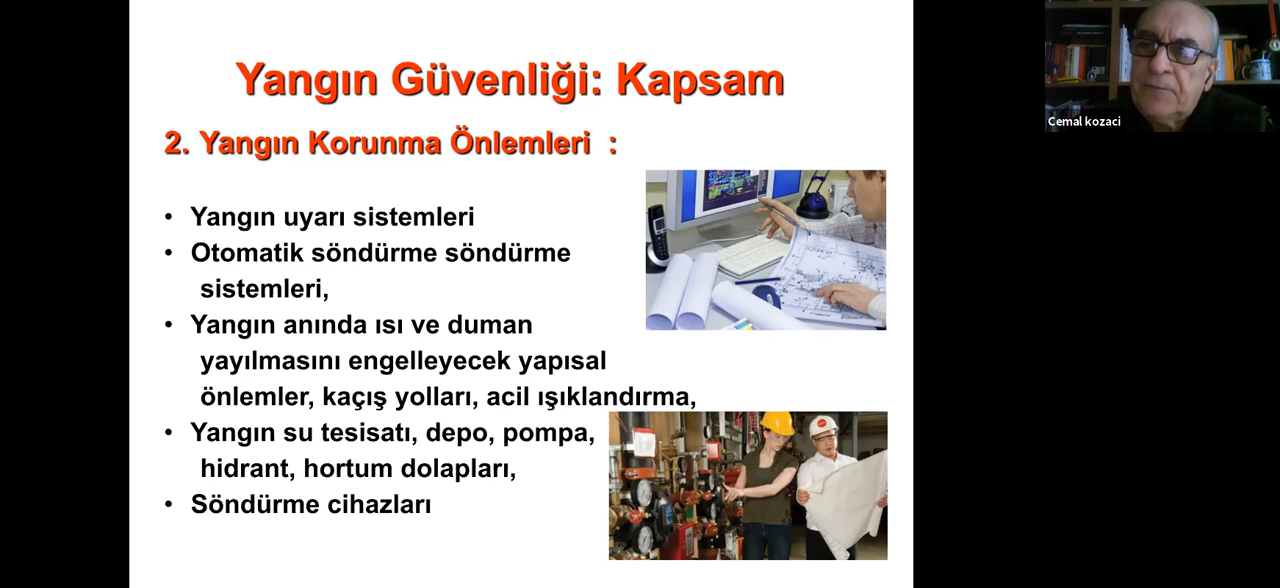 Yangın Güvenliği: Kapsam
2. Yangın Korunma Önlemleri :
• Yangın uyarı sistemleri
• Otomatik söndürme söndürme
sistemleri,
• Yangın anında ısı ve duman
yayılmasını engelleyecek yapısal
önlemler, kaçış yolları, acil ışıklandırma,
• Yangın su tesisatı, depo, pompa,
hidrant, hortum dolapları,
• Söndürme cihazları
Cemal kozaci